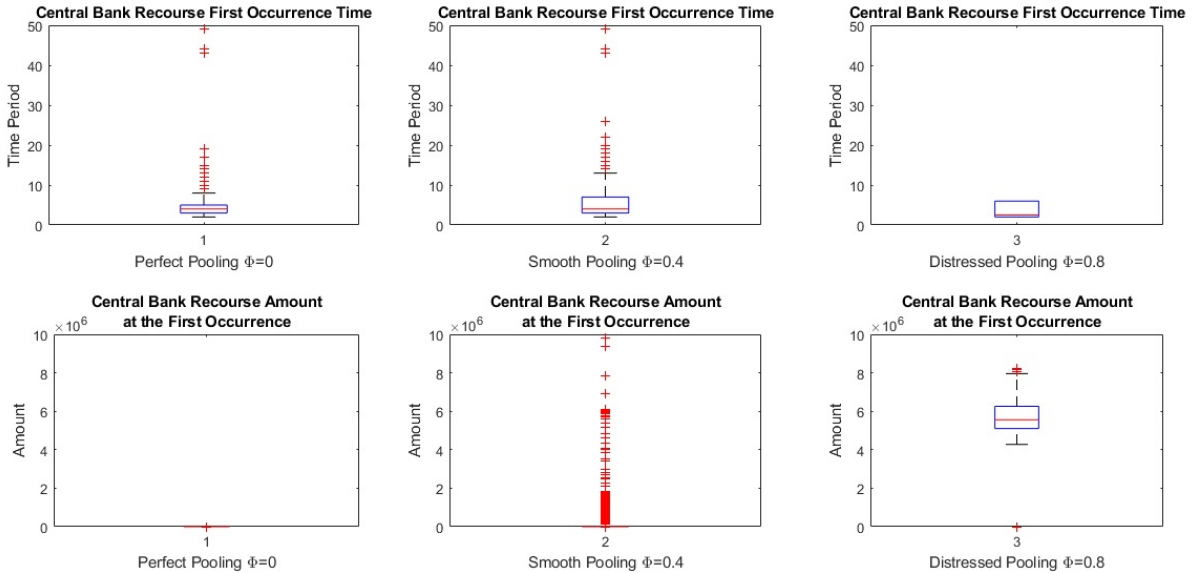 Central Bank Recourse First Occurrence Time
50
40
30
20
10
0
Time Period
1
Perfect Pooling Φ=0
Central Bank Recourse First Occurrence Time
50
40
30
20
10
0
Time Period
2
Smooth Pooling Φ=0.4
Central Bank Recourse First Occurrence Time
50
40
30
20
10
0
Time Period
3
Distressed Pooling Φ=0.8
Central Bank Recourse Amount
at the First Occurrence
×10⁶
10
8
6
4
2
0
Amount
1
Perfect Pooling Φ=0
Central Bank Recourse Amount
at the First Occurrence
×10⁶
10
8
6
4
2
0
Amount
2
Smooth Pooling Φ=0.4
Central Bank Recourse Amount
at the First Occurrence
×10⁶
10
8
6
4
2
0
Amount
3
Distressed Pooling Φ=0.8